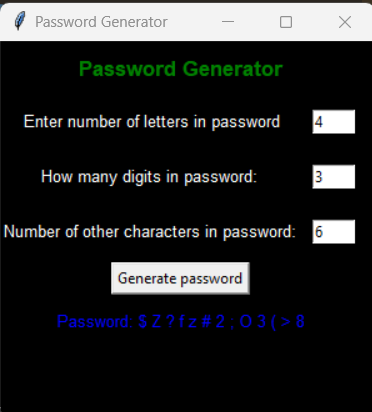 Password Generator
Password Generator
Enter number of letters in password 4
How many digits in password: 3
Number of other characters in password: 6
Generate password
Password: $ Z ? f z # 2 ; O 3 ( > 8